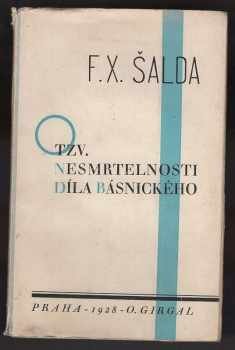 F. X. ŠALDA
O TZV.
NESMRTELNOSTI
DÍLA BÁSNICKÉHO
PRAHA - 1928 - O. GIRGAL